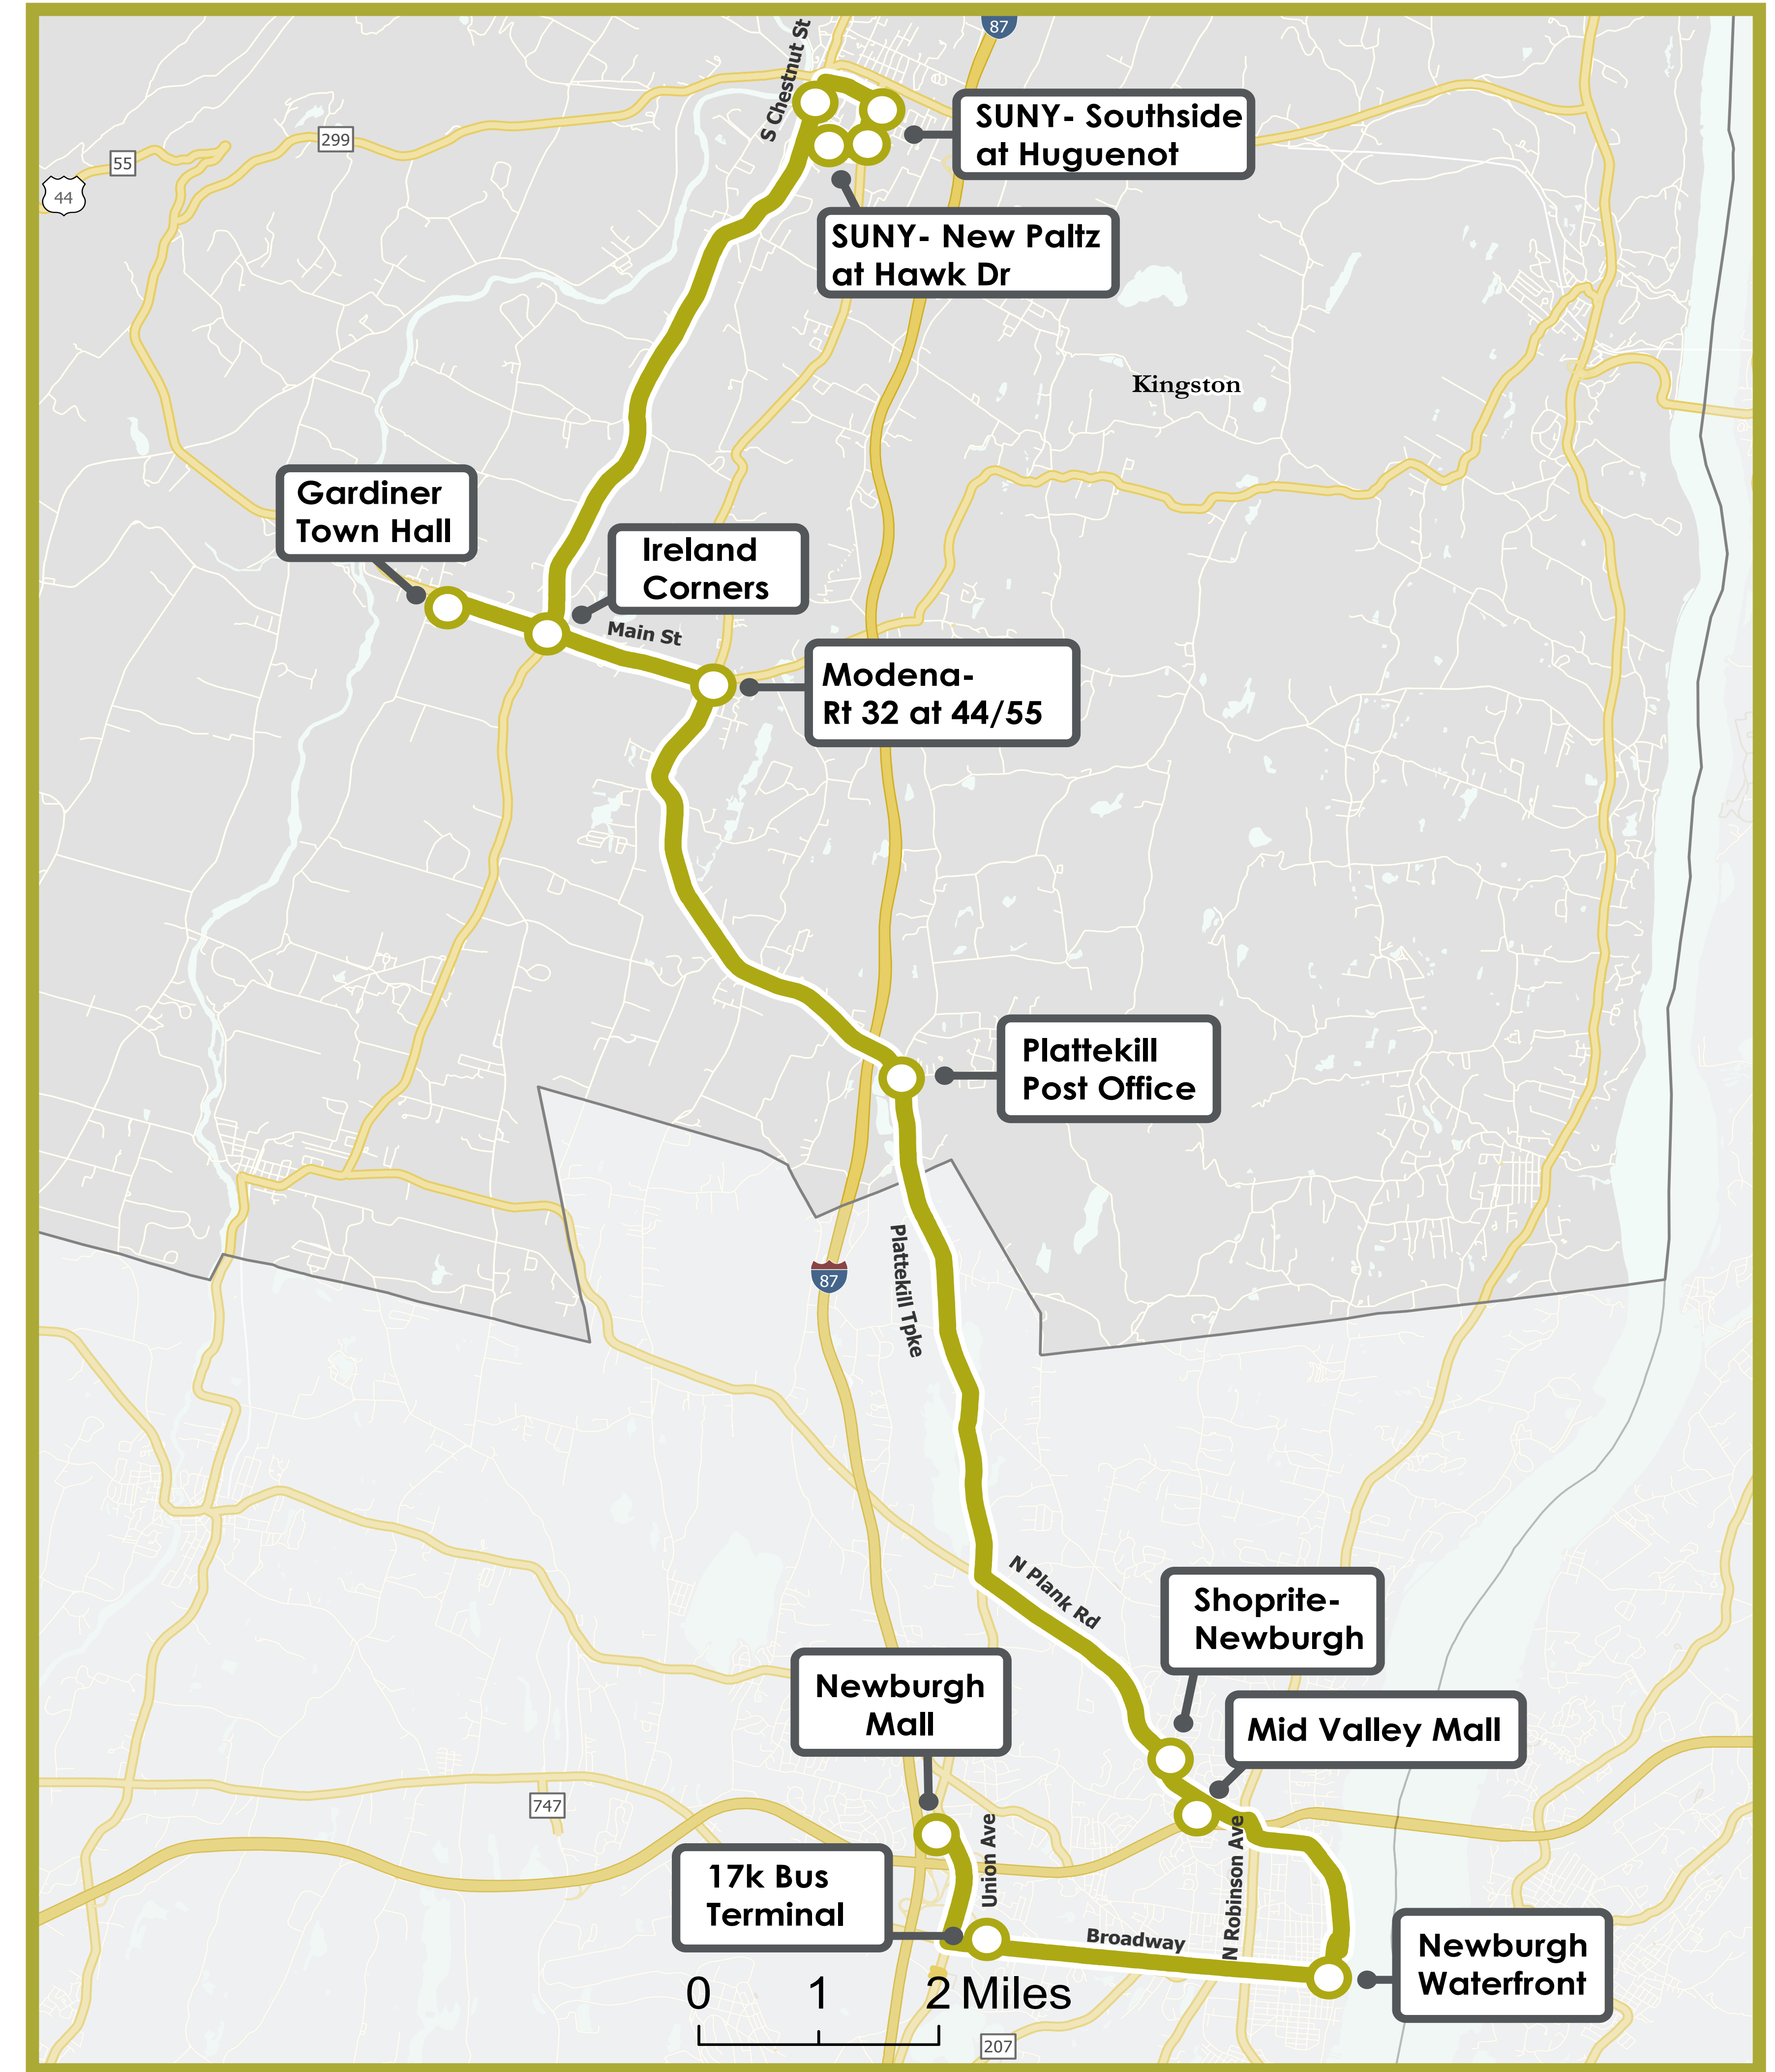 87
S Chestnut St
SUNY- Southside
at Huguenot
299
55
44
SUNY- New Paltz
at Hawk Dr
Kingston
Gardiner
Town Hall
Ireland
Corners
Main St
Modena-
Rt 32 at 44/55
Plattekill
Post Office
Plattekill Tpke
87
N Plank Rd
Shoprite-
Newburgh
Newburgh
Mall
Mid Valley Mall
747
Union Ave
N Robinson Ave
17k Bus
Terminal
Broadway
Newburgh
Waterfront
0 1 2 Miles
207